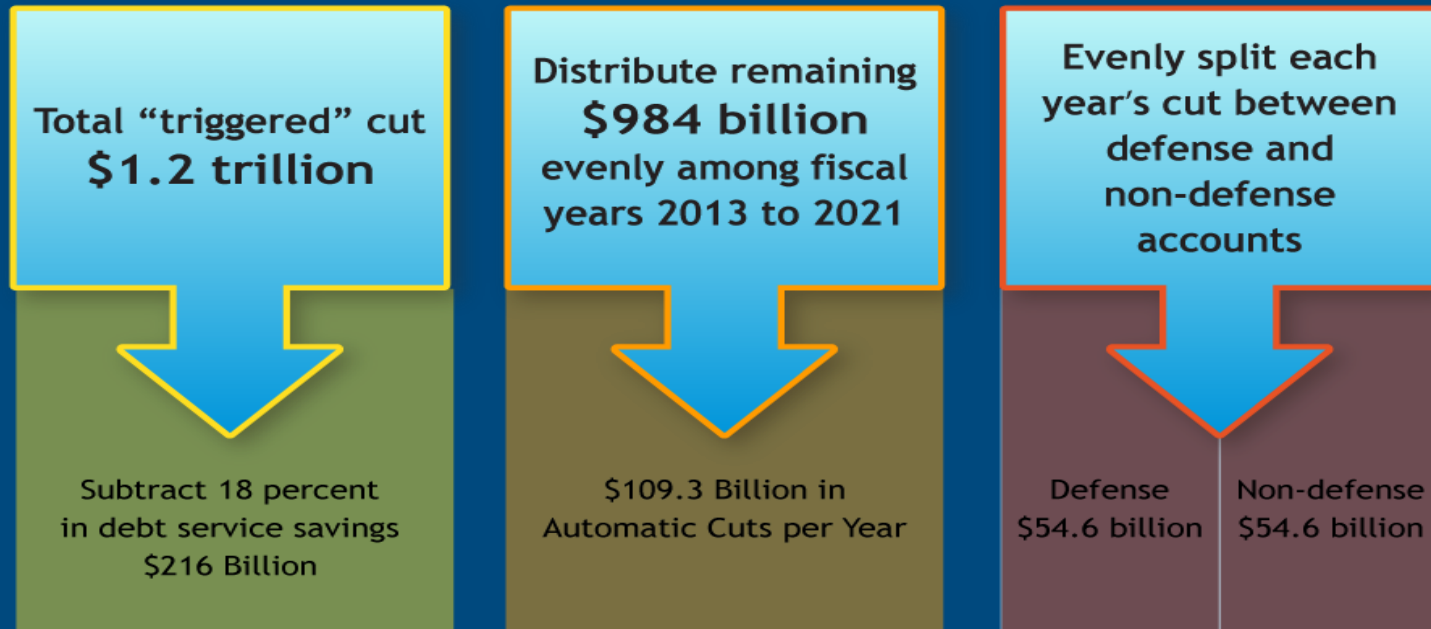 Total “triggered” cut
$1.2 trillion
Subtract 18 percent
in debt service savings
$216 Billion
Distribute remaining
$984 billion
evenly among fiscal
years 2013 to 2021
$109.3 Billion in
Automatic Cuts per Year
Evenly split each
year’s cut between
defense and
non-defense
accounts
Defense
$54.6 billion
Non-defense
$54.6 billion